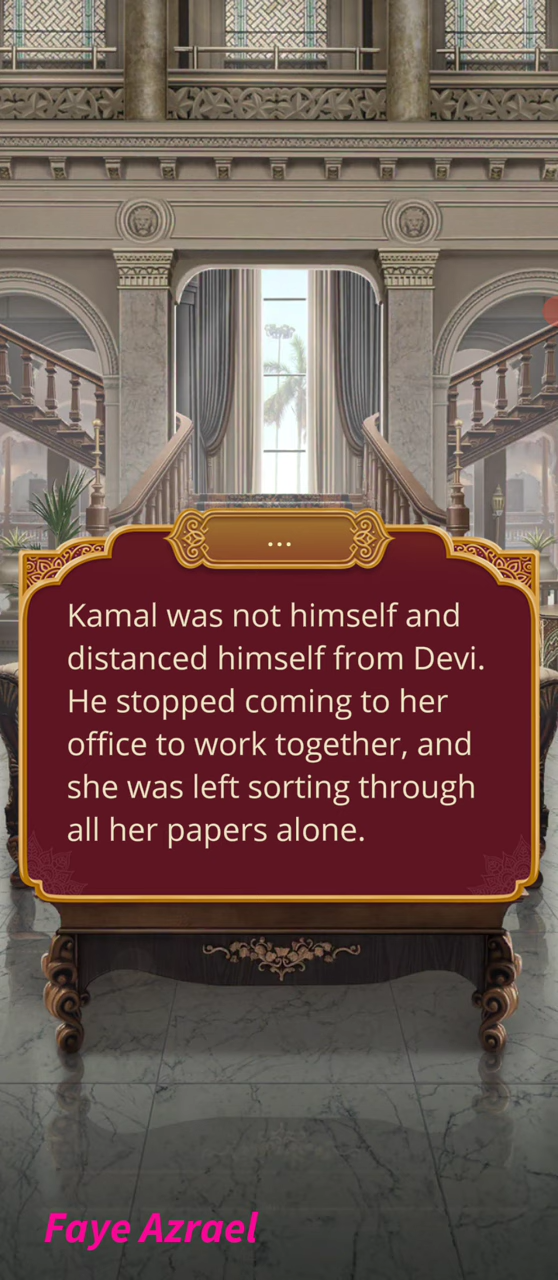 ...
Kamal was not himself and
distanced himself from Devi.
He stopped coming to her
office to work together, and
she was left sorting through
all her papers alone.
Faye Azrael